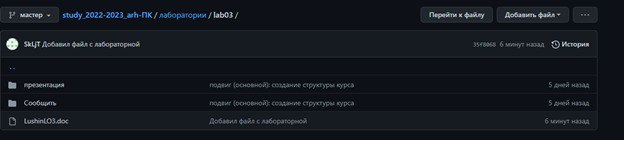 мастер study_2022-2023_arh-ПК / лаборатории / lab03 / Перейти к файлу Добавить файл ...
SkLjT Добавил файл с лабораторной 35f8068 6 минут назад История
..
презентация подвиг (основной): создание структуры курса 5 дней назад
Сообщить подвиг (основной): создание структуры курса 5 дней назад
LushinLO3.doc Добавил файл с лабораторной 6 минут назад